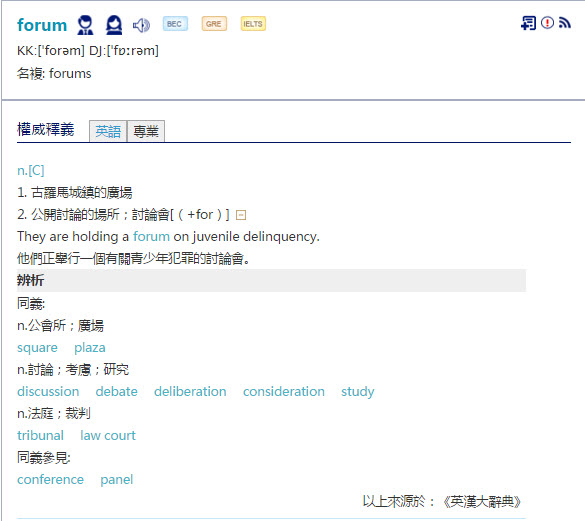 forum BEC GRE IELTS
KK:[ˈforəm] DJ:[ˈfɒːrəm]
名複: forums
權威釋義 英語 專業
n.[C]
1. 古羅馬城鎮的廣場
2. 公開討論的場所；討論會[（+for）]
They are holding a forum on juvenile delinquency.
他們正舉行一個有關青少年犯罪的討論會。
辨析
同義:
n.公會所；廣場
square plaza
n.討論；考慮；研究
discussion debate deliberation consideration study
n.法庭；裁判
tribunal law court
同義參見:
conference panel
以上來源於：《英漢大辭典》